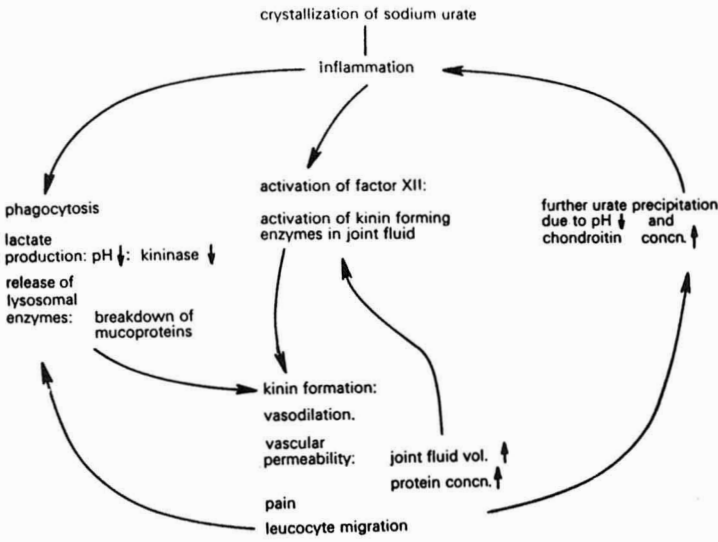 crystallization of sodium urate
inflammation
phagocytosis
lactate
production: pH ↓: kininase ↓
release of
lysosomal
enzymes: breakdown of
mucoproteins
activation of factor XII:
activation of kinin forming
enzymes in joint fluid
further urate precipitation
due to pH ↓ and
chondroitin concn. ↑
kinin formation:
vasodilation.
vascular
permeability: joint fluid vol. ↑
protein concn. ↑
pain
leucocyte migration